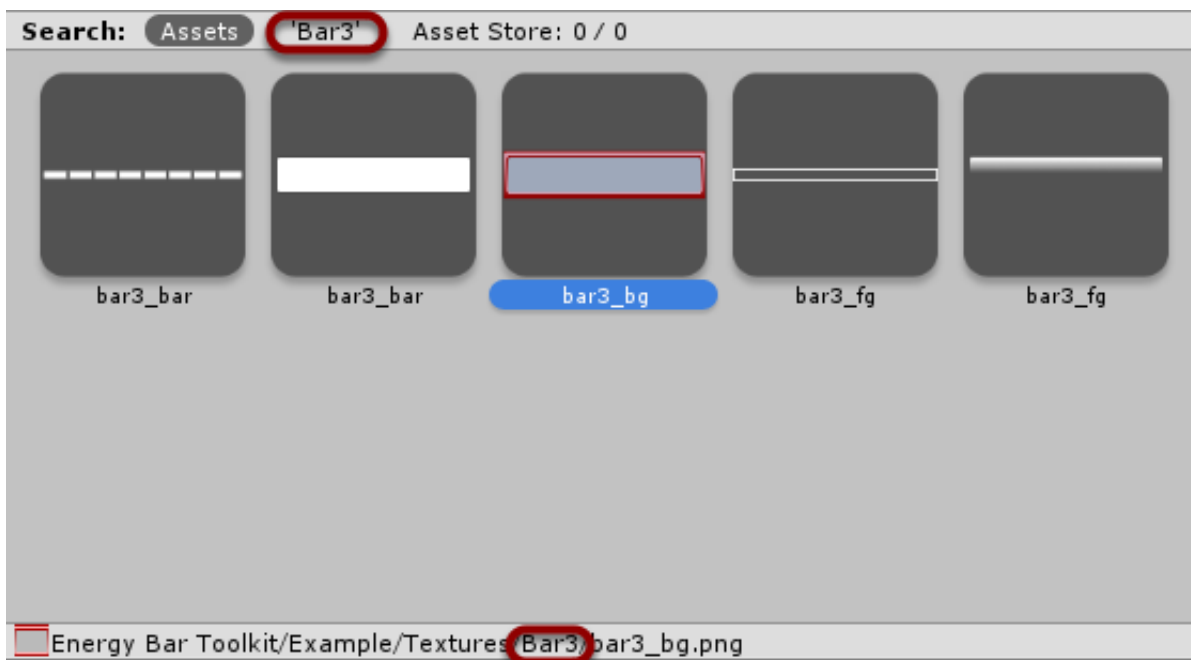 Search: Assets 'Bar3' Asset Store: 0 / 0
bar3_bar bar3_bar bar3_bg bar3_fg bar3_fg
Energy Bar Toolkit/Example/Textures/Bar3/bar3_bg.png